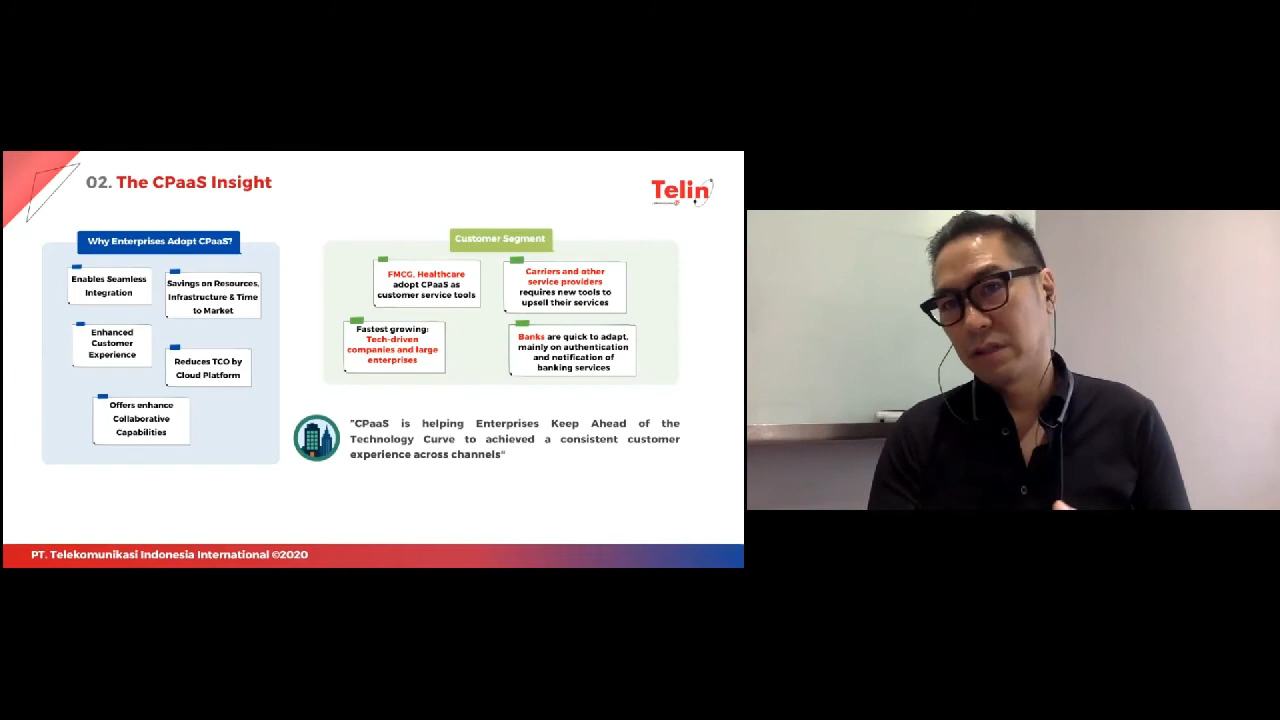 02. The CPaaS Insight
Telin
Why Enterprises Adopt CPaaS?
Enables Seamless
Integration
Savings on Resources,
Infrastructure & Time
to Market
Enhanced
Customer
Experience
Reduces TCO by
Cloud Platform
Offers enhance
Collaborative
Capabilities
Customer Segment
FMCG, Healthcare
adopt CPaaS as
customer service tools
Carriers and other
service providers
requires new tools to
upsell their services
Fastest growing:
Tech-driven
companies and large
enterprises
Banks are quick to adapt,
mainly on authentication
and notification of
banking services
"CPaaS is helping Enterprises Keep Ahead of the
Technology Curve to achieved a consistent customer
experience across channels"
PT. Telekomunikasi Indonesia International ©2020